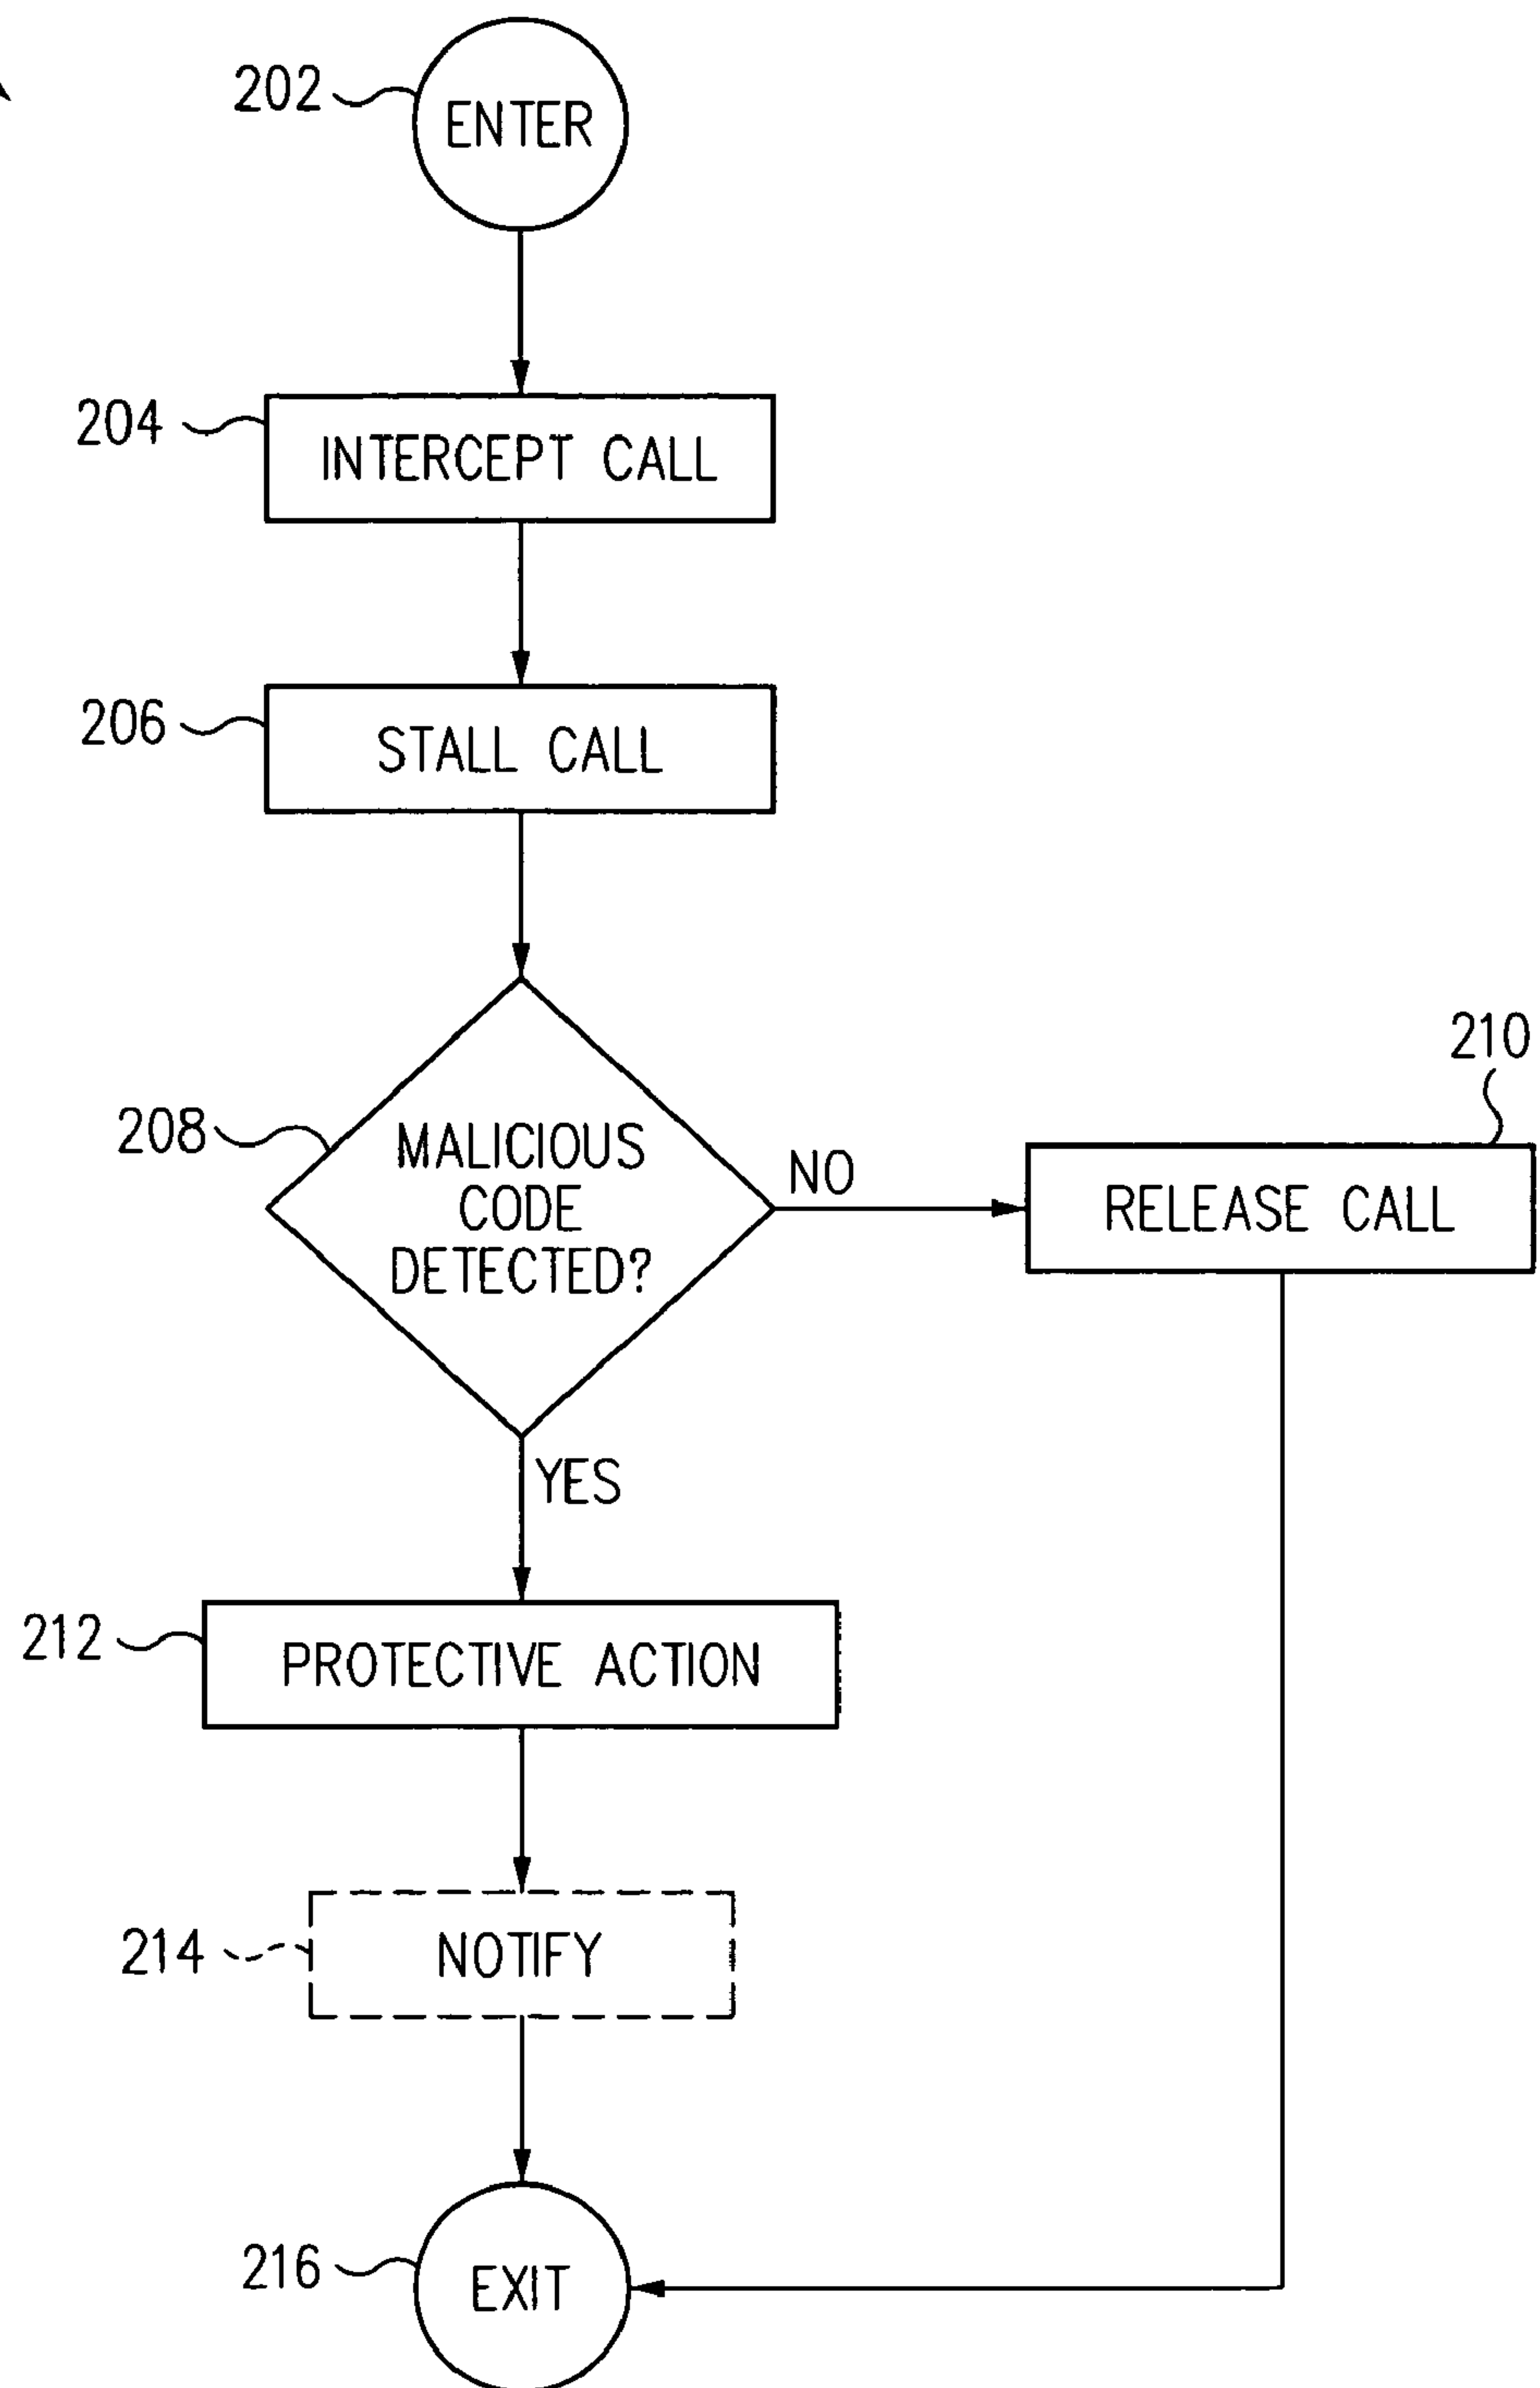 202
ENTER
204
INTERCEPT CALL
206
STALL CALL
208
MALICIOUS
CODE
DETECTED?
NO
210
RELEASE CALL
YES
212
PROTECTIVE ACTION
214
NOTIFY
216
EXIT